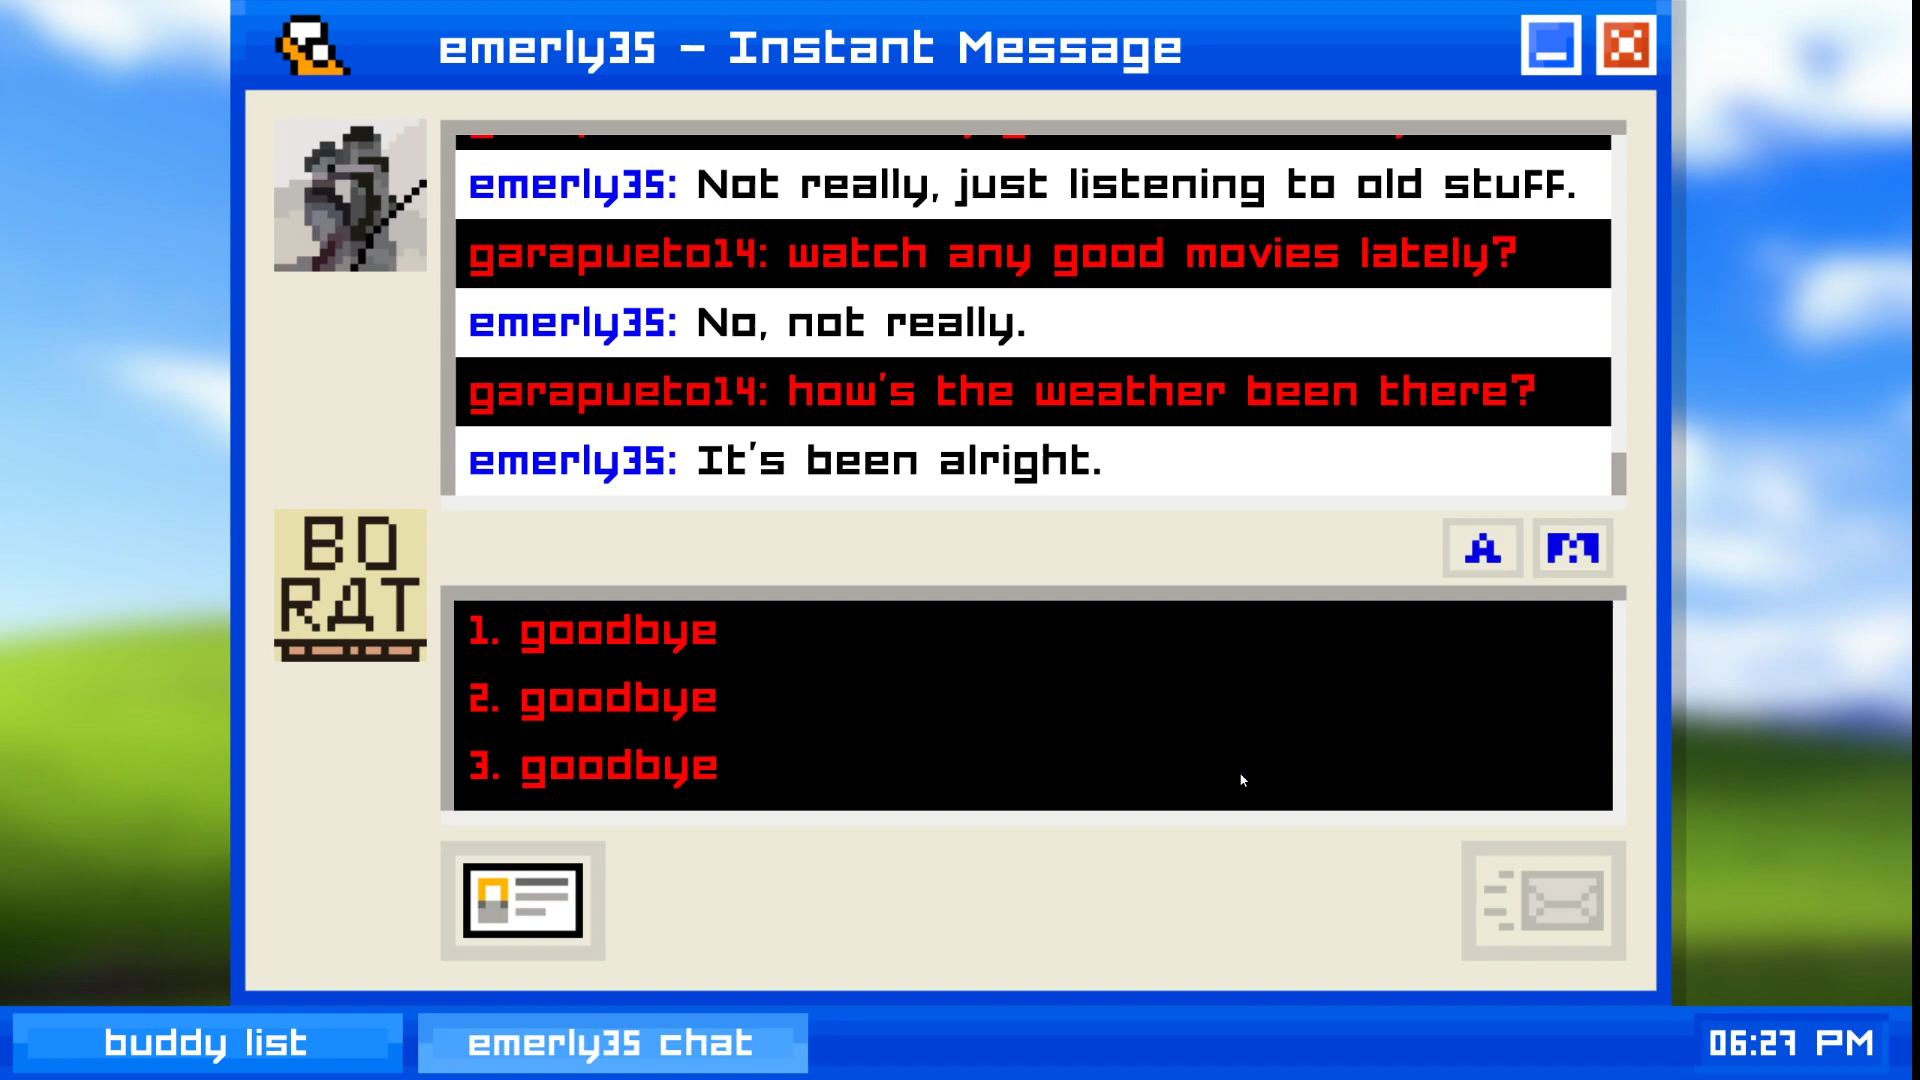 emerly35 - Instant Message
emerly35: Not really, just listening to old stuff.
garapueto14: watch any good movies lately?
emerly35: No, not really.
garapueto14: how's the weather been there?
emerly35: It's been alright.
BO
RAT
A
M
1. goodbye
2. goodbye
3. goodbye
buddy list
emerly35 chat
06:27 PM